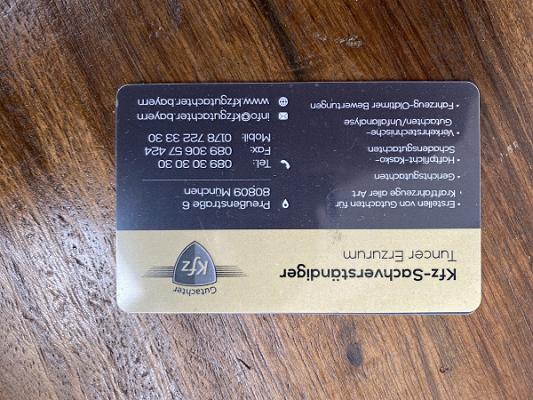 Kfz-Sachverständiger
Tuncer Erzurum
Gutachter
Kfz
• Erstellen von Gutachten für
Kraftfahrzeuge aller Art
• Gerichtsgutachten
• Haftpflicht-Kasko-
Schadensgutachten
• Verkehrstechnische-
Gutachten/Unfallanalyse
• Fahrzeug-Oldtimer Bewertungen
Preußenstraße 6
80809 München
Tel.: 089 30 30 30
Fax: 089 306 57 424
Mobil: 0178 722 33 30
info@kfzgutachter.bayern
www.kfzgutachter.bayern